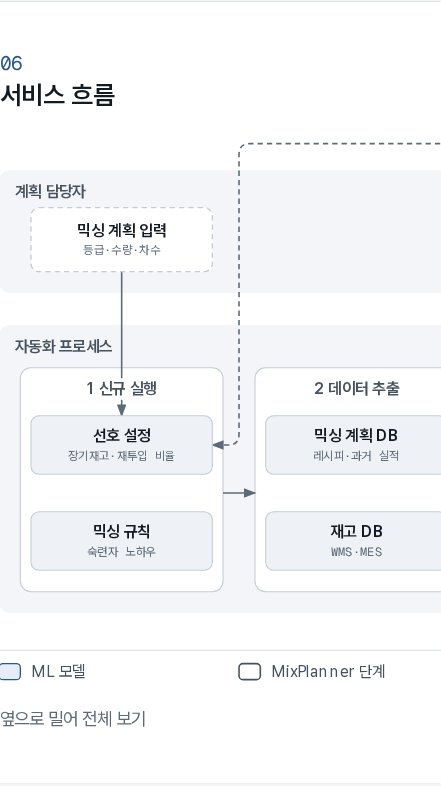 06
서비스 흐름
계획 담당자
믹싱 계획 입력
등급·수량·차수
자동화 프로세스
1 신규 실행
선호 설정
장기재고·재투입 비율
믹싱 규칙
숙련자 노하우
2 데이터 추출
믹싱 계획 DB
레시피·과거 실적
재고 DB
WMS·MES
ML 모델
MixPlanner 단계
옆으로 밀어 전체 보기